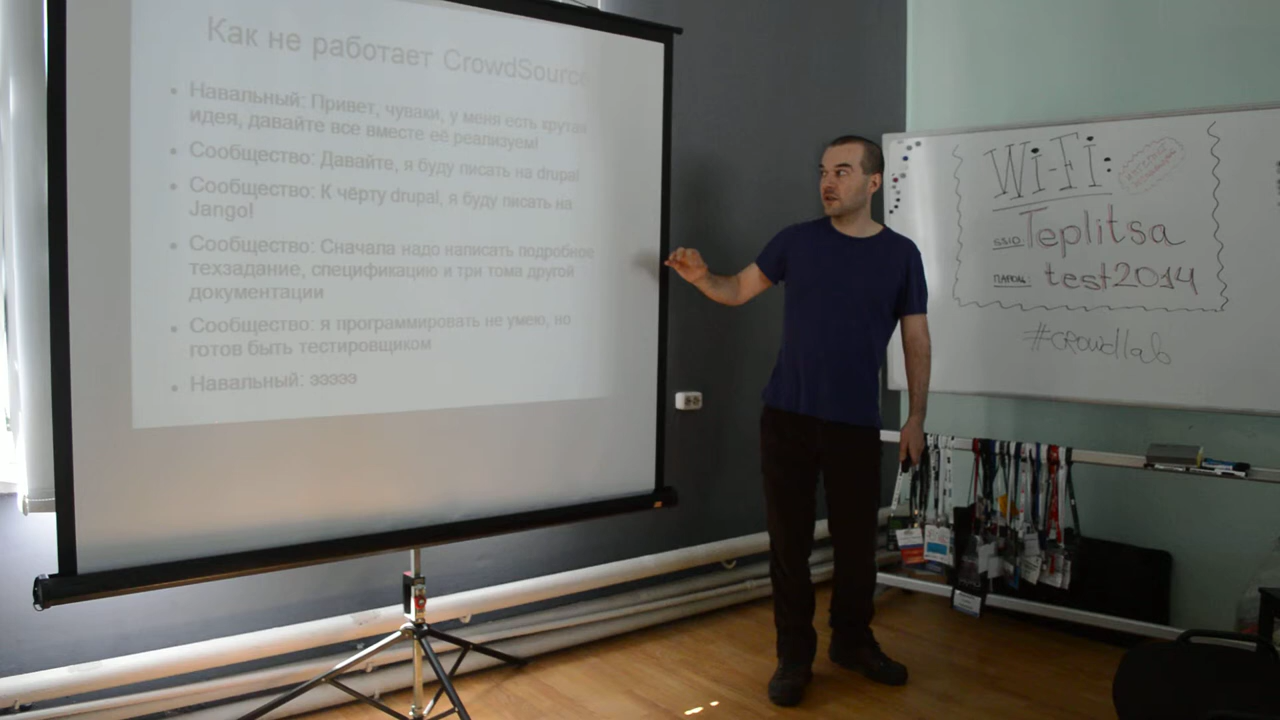 Как не работает CrowdSource
Навальный: Привет, чуваки, у меня есть крутая
идея, давайте все вместе её реализуем!
Сообщество: Давайте, я буду писать на drupal
Сообщество: К чёрту drupal, я буду писать на
Jango!
Сообщество: Сначала надо написать подробное
техзадание, спецификацию и три тома другой
документации
Сообщество: я программировать не умею, но
готов быть тестировщиком
Навальный: эээээ
Wi-Fi:
SSID: Teplitsa
ПАРОЛЬ: test2014
#crowdlab